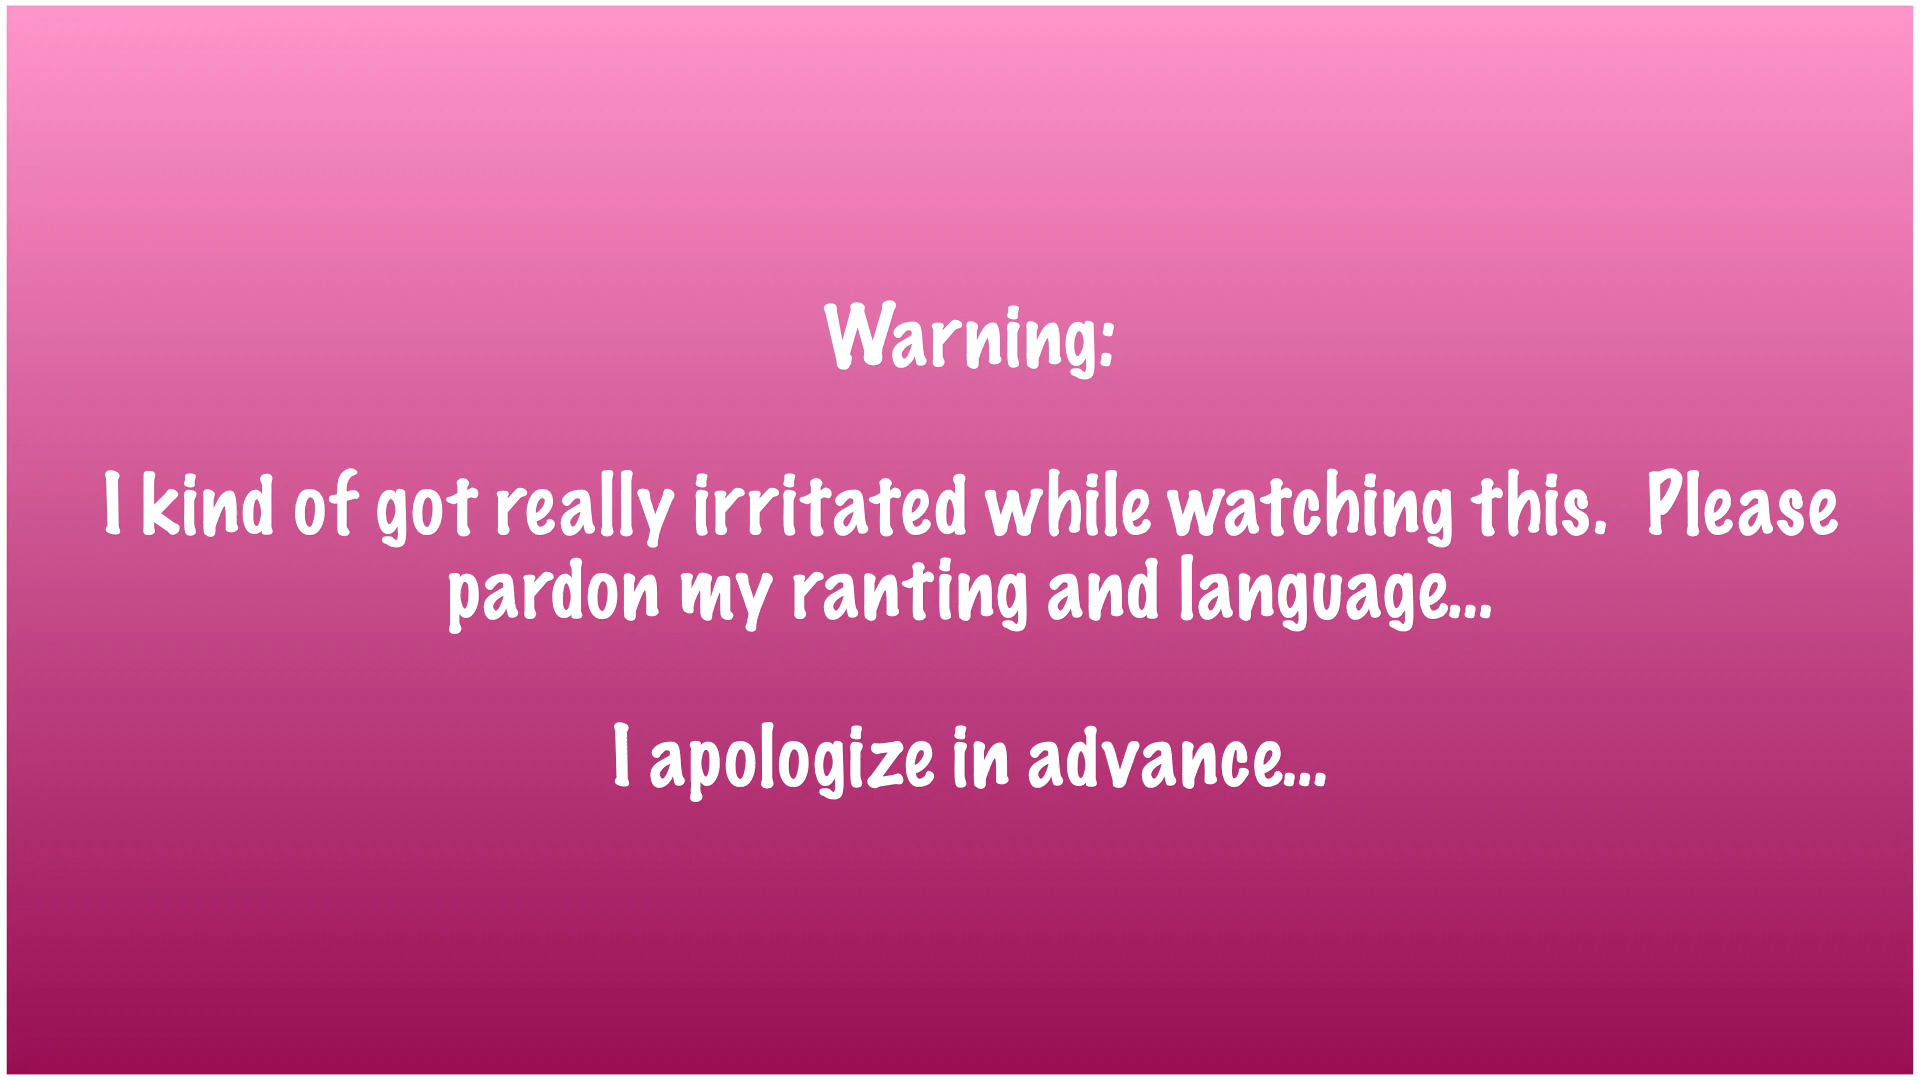 Warning:
I kind of got really irritated while watching this.  Please
pardon my ranting and language...
I apologize in advance...